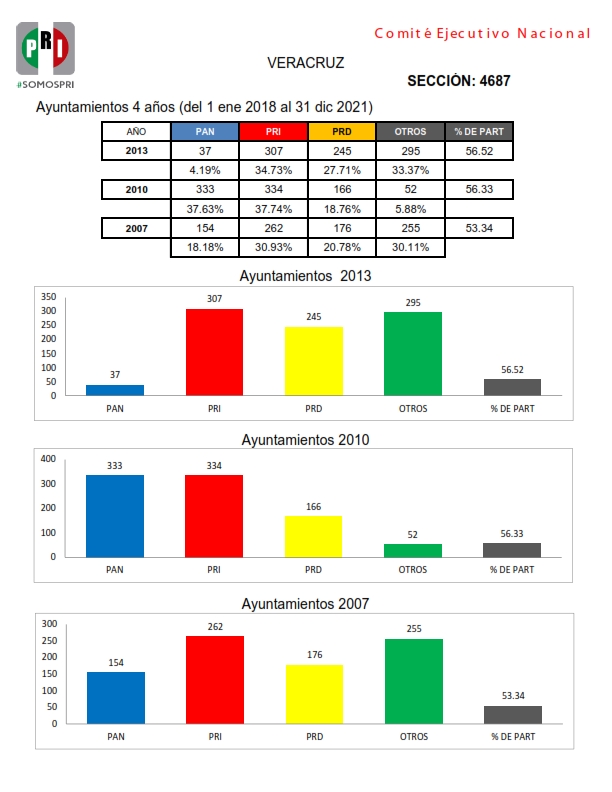 Comité Ejecutivo Nacional
PRI
#SOMOSPRI
VERACRUZ
SECCIÓN: 4687
Ayuntamientos 4 años (del 1 ene 2018 al 31 dic 2021)
AÑO PAN PRI PRD OTROS % DE PART
2013 37 307 245 295 56.52
4.19% 34.73% 27.71% 33.37%
2010 333 334 166 52 56.33
37.63% 37.74% 18.76% 5.88%
2007 154 262 176 255 53.34
18.18% 30.93% 20.78% 30.11%
Ayuntamientos 2013
350
300
250
200
150
100
50
0
37 307 245 295 56.52
PAN PRI PRD OTROS % DE PART
Ayuntamientos 2010
400
300
200
100
0
333 334 166 52 56.33
PAN PRI PRD OTROS % DE PART
Ayuntamientos 2007
300
250
200
150
100
50
0
154 262 176 255 53.34
PAN PRI PRD OTROS % DE PART